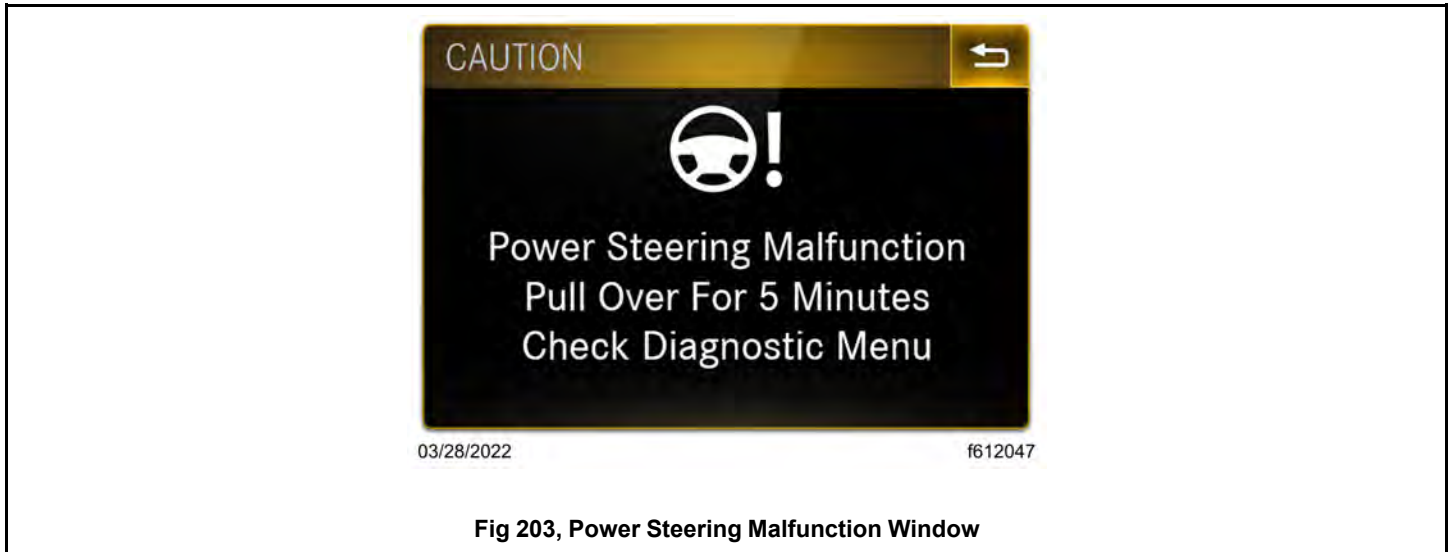 CAUTION
Power Steering Malfunction
Pull Over For 5 Minutes
Check Diagnostic Menu
03/28/2022 f612047
Fig 203, Power Steering Malfunction Window